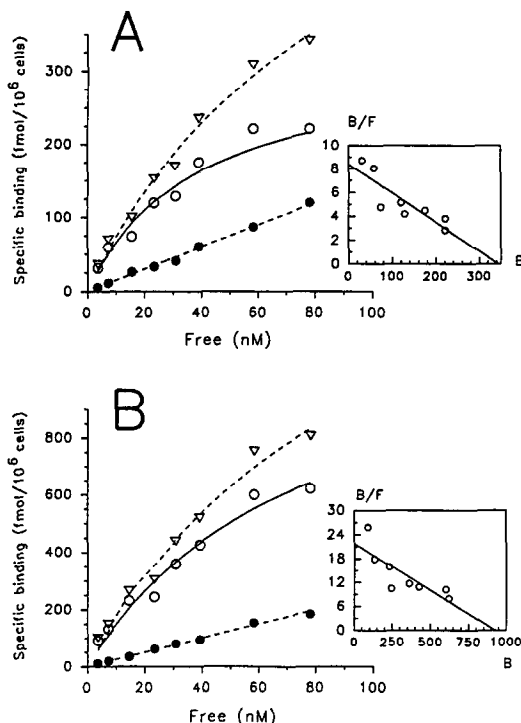 A
Specific binding (fmol/10⁶ cells)
300
200
100
0
0 20 40 60 80 100
Free (nM)
B/F
10
8
6
4
2
0
0 100 200 300
B
B
Specific binding (fmol/10⁶ cells)
800
600
400
200
0
0 20 40 60 80 100
Free (nM)
B/F
30
24
18
12
6
0
0 250 500 750 1000
B